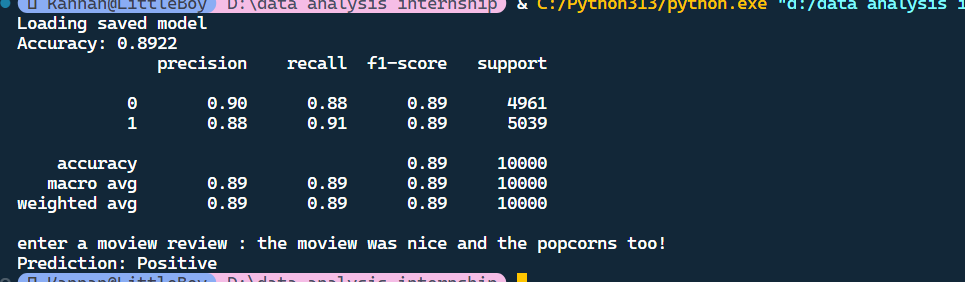 Kannan@LittleBoy D:\data analysis internship & C:/Python313/python.exe "d:/data analysis i
Loading saved model
Accuracy: 0.8922
precision recall f1-score support
0 0.90 0.88 0.89 4961
1 0.88 0.91 0.89 5039
accuracy 0.89 10000
macro avg 0.89 0.89 0.89 10000
weighted avg 0.89 0.89 0.89 10000
enter a moview review : the moview was nice and the popcorns too!
Prediction: Positive
Kannan@LittleBoy D:\data analysis internship